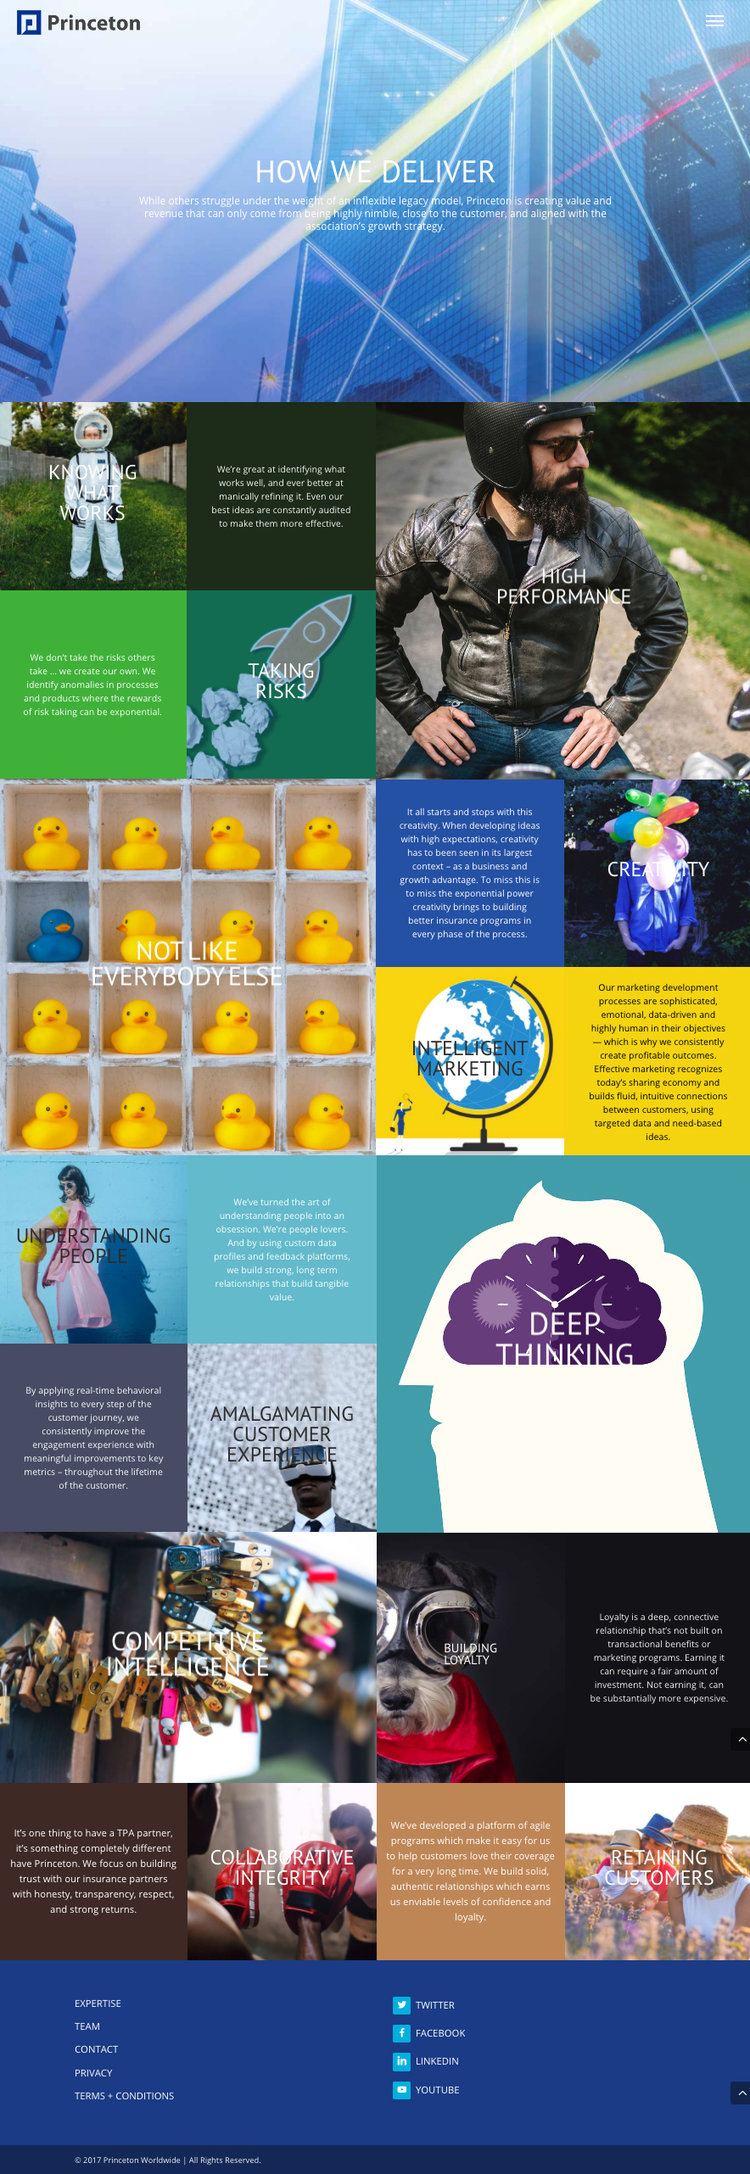 Princeton
HOW WE DELIVER
While others struggle under the weight of an inflexible legacy model, Princeton is creating value and
revenue that can only come from being highly nimble, close to the customer, and aligned with the
association's growth strategy.
KNOWING
WHAT
WORKS
We're great at identifying what
works well, and ever better at
manically refining it. Even our
best ideas are constantly audited
to make them more effective.
HIGH
PERFORMANCE
We don't take the risks others
take ... we create our own. We
identify anomalies in processes
and products where the rewards
of risk taking can be exponential.
TAKING
RISKS
NOT LIKE
EVERYBODY ELSE
It all starts and stops with this
creativity. When developing ideas
with high expectations, creativity
has to been seen in its largest
context – as a business and
growth advantage. To miss this is
to miss the exponential power
creativity brings to building
better insurance programs in
every phase of the process.
CREATIVITY
INTELLIGENT
MARKETING
Our marketing development
processes are sophisticated,
emotional, data-driven and
highly human in their objectives
— which is why we consistently
create profitable outcomes.
Effective marketing recognizes
today's sharing economy and
builds fluid, intuitive connections
between customers, using
targeted data and need-based
ideas.
UNDERSTANDING
PEOPLE
We've turned the art of
understanding people into an
obsession. We're people lovers.
And by using custom data
profiles and feedback platforms,
we build strong, long term
relationships that build tangible
value.
DEEP
THINKING
By applying real-time behavioral
insights to every step of the
customer journey, we
consistently improve the
engagement experience with
meaningful improvements to key
metrics – throughout the lifetime
of the customer.
AMALGAMATING
CUSTOMER
EXPERIENCE
COMPETITIVE
INTELLIGENCE
BUILDING
LOYALTY
Loyalty is a deep, connective
relationship that's not built on
transactional benefits or
marketing programs. Earning it
can require a fair amount of
investment. Not earning it, can
be substantially more expensive.
It's one thing to have a TPA partner,
it's something completely different
have Princeton. We focus on building
trust with our insurance partners
with honesty, transparency, respect,
and strong returns.
COLLABORATIVE
INTEGRITY
We've developed a platform of agile
programs which make it easy for us
to help customers love their coverage
for a very long time. We build solid,
authentic relationships which earns
us enviable levels of confidence and
loyalty.
RETAINING
CUSTOMERS
EXPERTISE
TEAM
CONTACT
PRIVACY
TERMS + CONDITIONS
TWITTER
FACEBOOK
LINKEDIN
YOUTUBE
© 2017 Princeton Worldwide | All Rights Reserved.